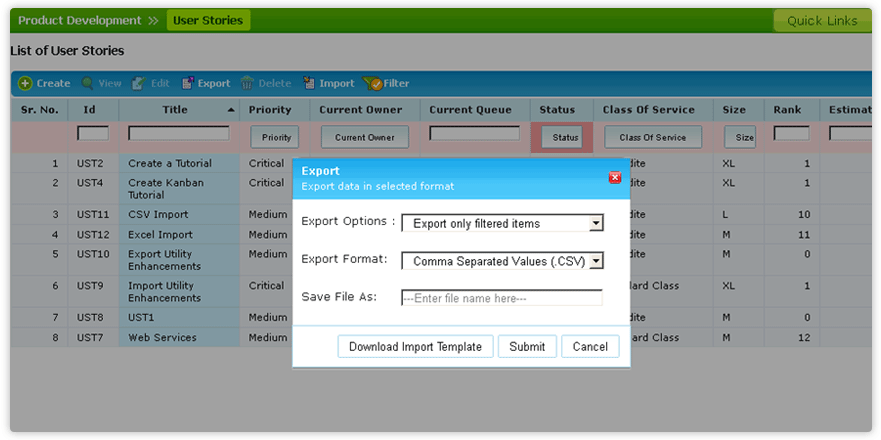 Product Development >> User Stories Quick Links
List of User Stories
Create View Edit Export Delete Import Filter
Sr. No. Id Title Priority Current Owner Current Queue Status Class Of Service Size Rank Estimat
Priority Current Owner Status Class Of Service Size
1 UST2 Create a Tutorial Critical dite XL 1
2 UST4 Create Kanban Critical dite XL 1
Tutorial
3 UST11 CSV Import Medium dite L 10
4 UST12 Excel Import Medium dite M 11
5 UST10 Export Utility Medium dite M 0
Enhancements
6 UST9 Import Utility Critical lard Class XL 1
Enhancements
7 UST8 UST1 Medium dite M 0
8 UST7 Web Services Medium ard Class M 12
Export
Export data in selected format
Export Options : Export only filtered items
Export Format: Comma Separated Values (.CSV)
Save File As: ---Enter file name here---
Download Import Template Submit Cancel